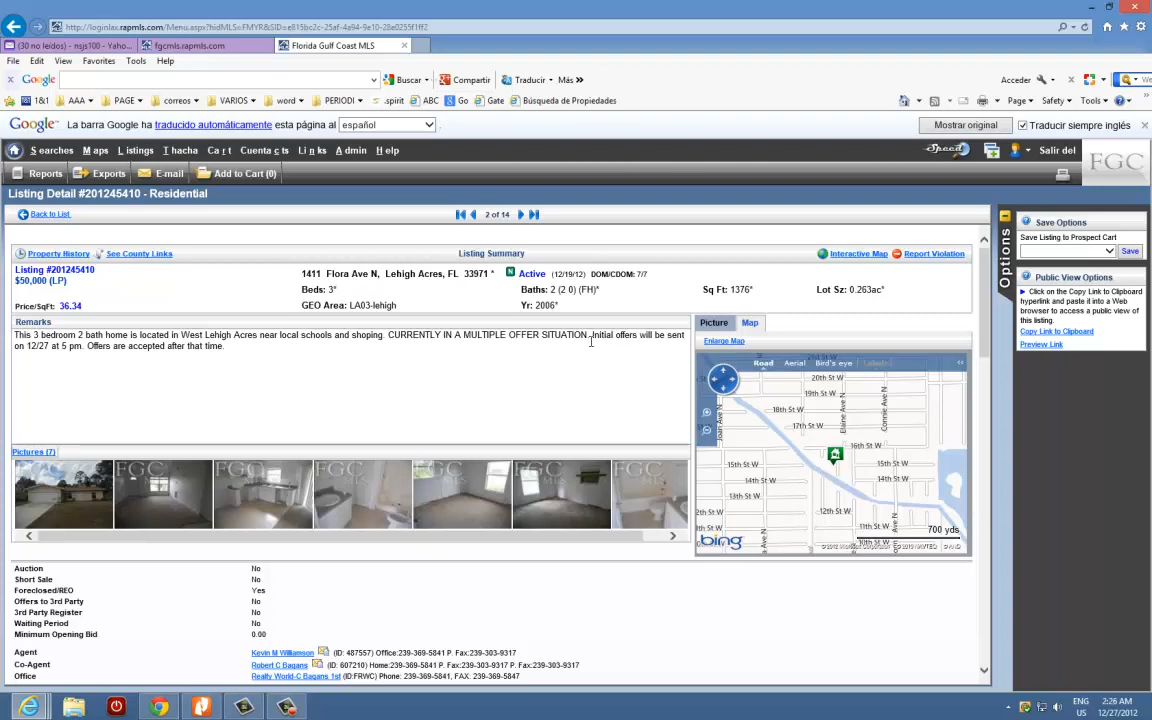 http://loginlax.rapmls.com/Menu.aspx?hidMLS=FMYR&SID=e815bc2c-25af-4a94-9e10-28e0255f1ff2
(30 no leídos) - nsjs100 - Yaho...
fgcmls.rapmls.com
Florida Gulf Coast MLS
File Edit View Favorites Tools Help
Google Buscar Compartir Traducir Más » Acceder
1&1 AAA PAGE correos VARIOS word PERIODI .spirit ABC Go Gate Búsqueda de Propiedades Page Safety Tools
Google La barra Google ha traducido automáticamente esta página al español . Mostrar original Traducir siempre inglés
Searches Maps Listings Thacha Cart Cuenta cts Links Admin Help Speed Salir del
FGC
Reports Exports E-mail Add to Cart (0)
Listing Detail #201245410 - Residential
Back to List 2 of 14
Options
Save Options
Save Listing to Prospect Cart
Save
Public View Options
Click on the Copy Link to Clipboard
hyperlink and paste it into a Web
browser to access a public view of
this listing.
Copy Link to Clipboard
Preview Link
Property History See County Links Listing Summary Interactive Map Report Violation
Listing #201245410 1411 Flora Ave N, Lehigh Acres, FL 33971 * N Active (12/19/12) DOM/CDOM: 7/7
$50,000 (LP)
Beds: 3* Baths: 2 (2 0) (FH)* Sq Ft: 1376* Lot Sz: 0.263ac*
Price/SqFt: 36.34 GEO Area: LA03-lehigh Yr: 2006*
Remarks
This 3 bedroom 2 bath home is located in West Lehigh Acres near local schools and shoping. CURRENTLY IN A MULTIPLE OFFER SITUATION. Initial offers will be sent
on 12/27 at 5 pm. Offers are accepted after that time.
Picture Map
Enlarge Map
Road Aerial Bird's eye Labels
20th St W
19th St W
18th St W
17th St W
16th St W
15th St W
15th St W
14th St W
14th St W
13th St W
12th St W
11th St W
Joan Ave N
Elaine Ave N
Connie Ave N
700 yds
bing
Pictures (7)
FGC
Auction No
Short Sale No
Foreclosed/REO Yes
Offers to 3rd Party No
3rd Party Register No
Waiting Period No
Minimum Opening Bid 0.00
Agent Kevin M Williamson (ID: 487557) Office:239-369-5841 P. Fax:239-303-9317
Co-Agent Robert C Bagans (ID: 607210) Home:239-369-5841 P. Fax:239-303-9317 P. Fax:239-303-9317
Office Realty World-C Bagans 1st (ID:FRWC) Phone: 239-369-5841, FAX: 239-369-5847
ENG
US
2:26 AM
12/27/2012